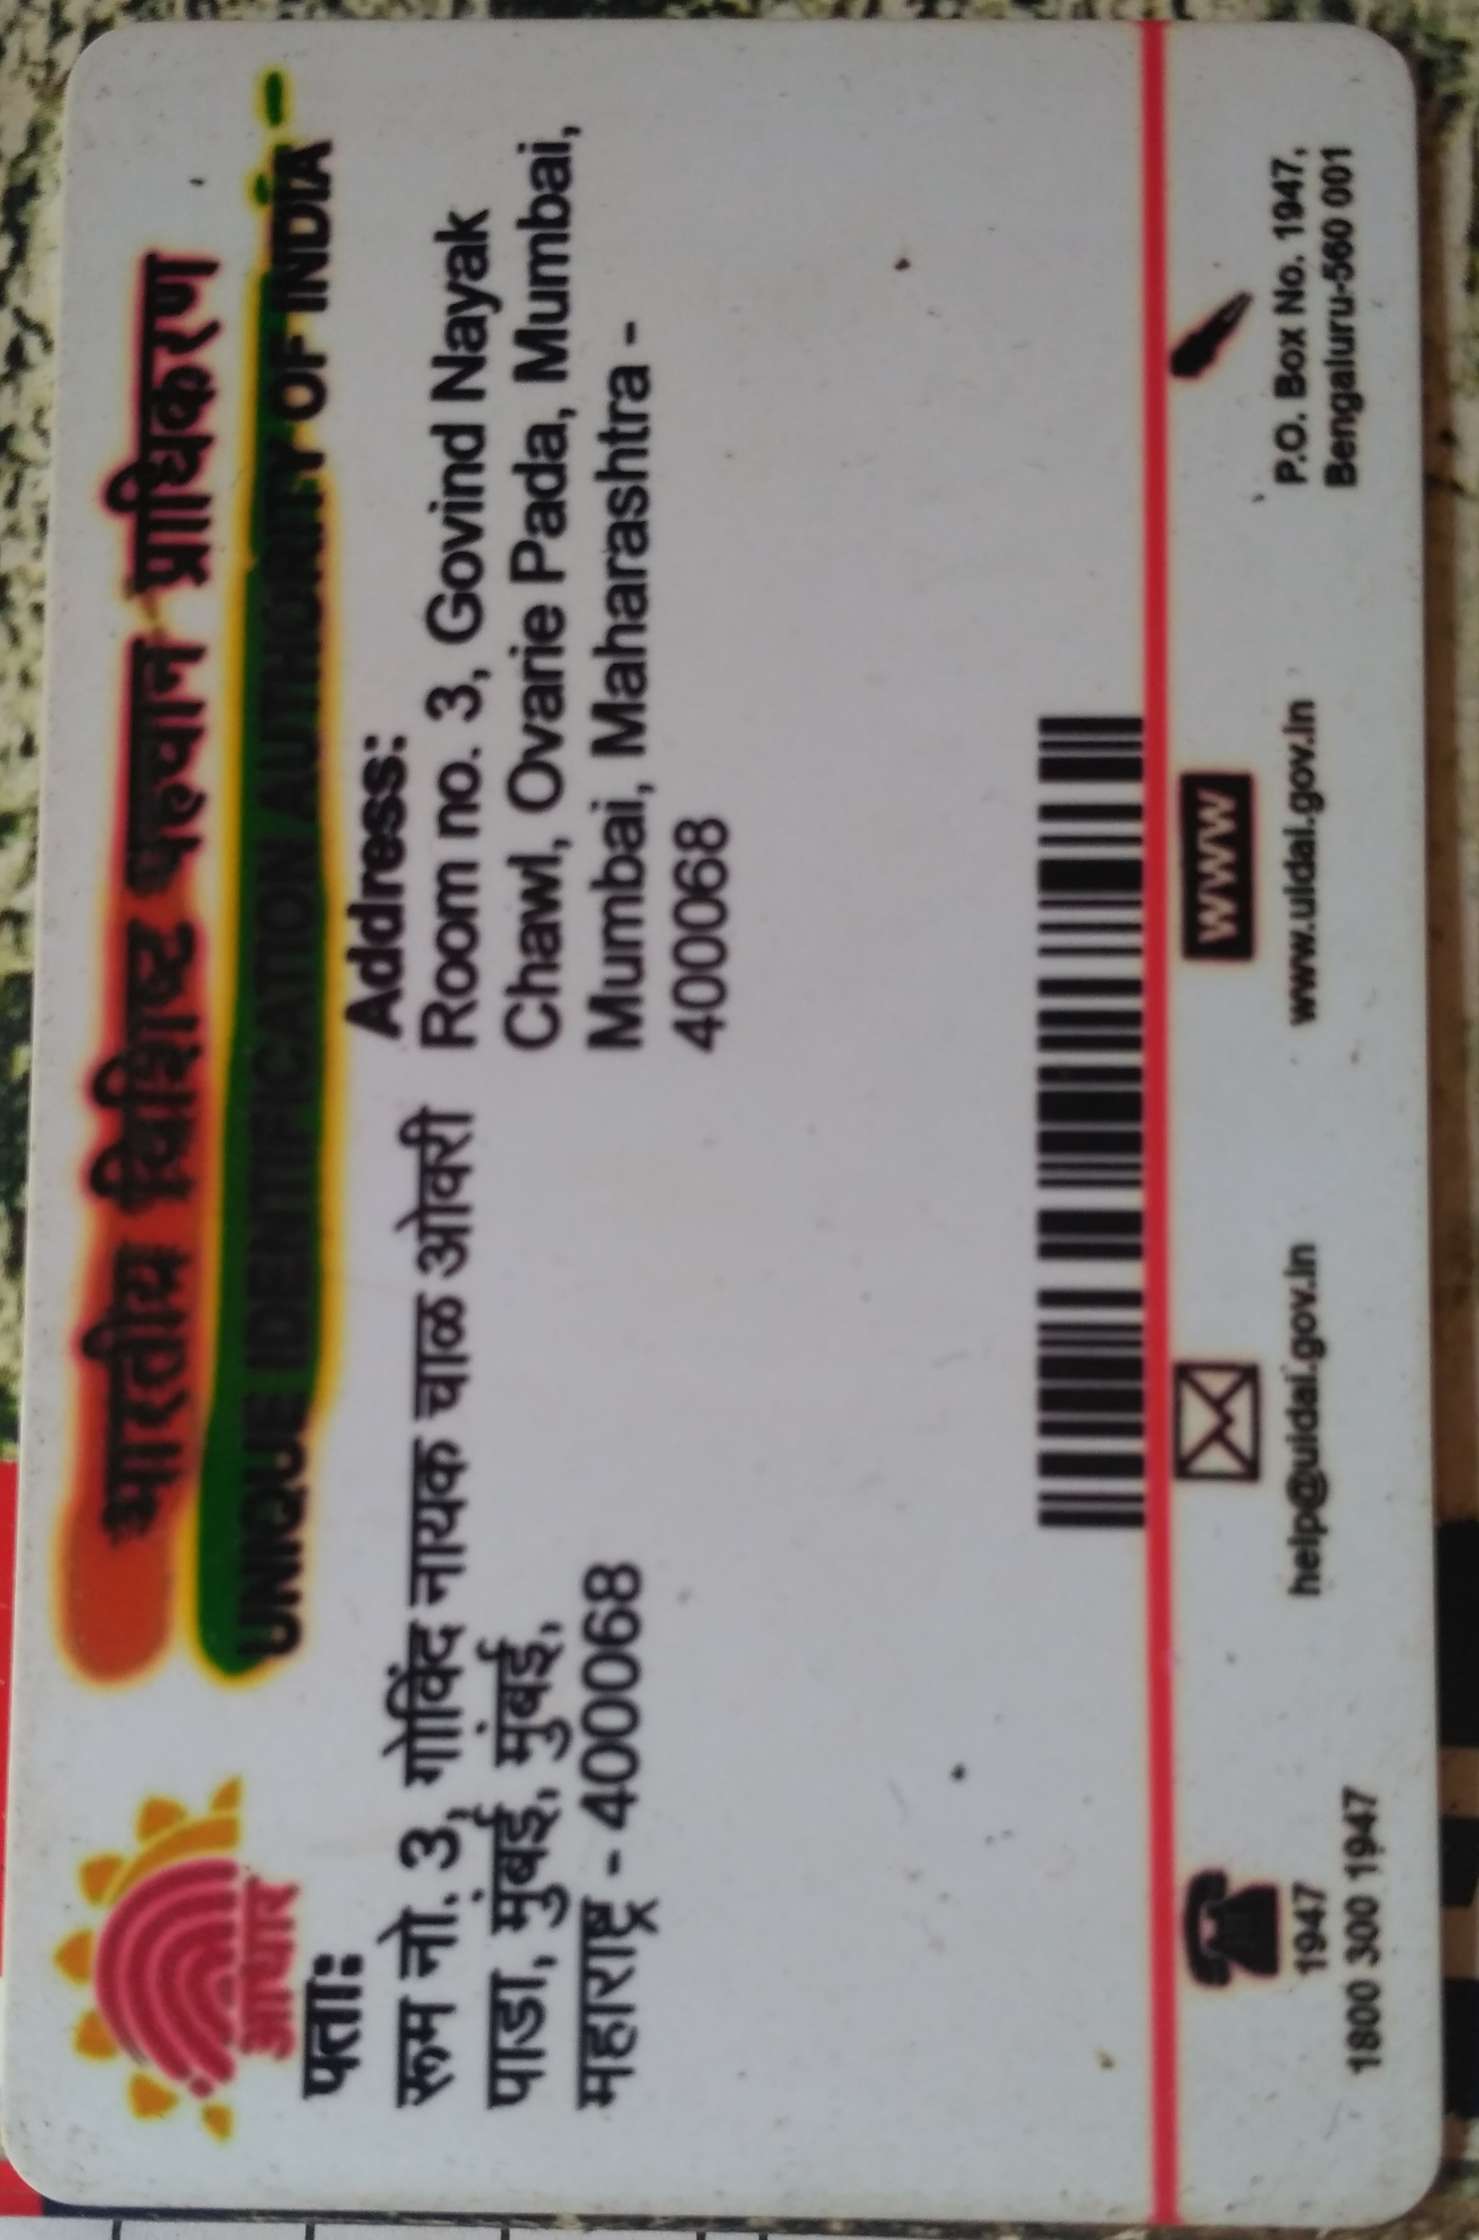 भारतीय विशिष्ट पहचान प्राधिकरण
UNIQUE IDENTIFICATION AUTHORITY OF INDIA
आधार
पताः
रूम नो. 3, गोविंद नायक चाळ ओवरी
पाडा, मुंबई, मुंबई,
महाराष्ट्र - 400068
Address:
Room no. 3, Govind Nayak
Chawl, Ovarie Pada, Mumbai,
Mumbai, Maharashtra -
400068
1947
1800 300 1947
help@uidai.gov.in
WWW
www.uidai.gov.in
P.O. Box No. 1947,
Bengaluru-560 001